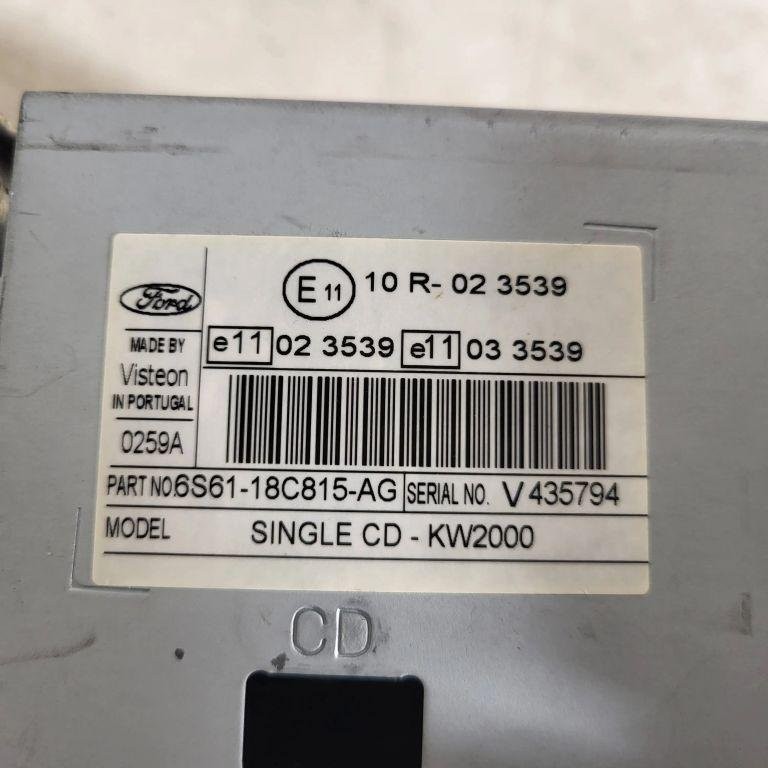 Ford
E 11 10 R- 02 3539
MADE BY
Visteon
IN PORTUGAL
e11 02 3539 e11 03 3539
0259A
PART NO. 6S61-18C815-AG SERIAL NO. V 435794
MODEL SINGLE CD - KW2000
CD